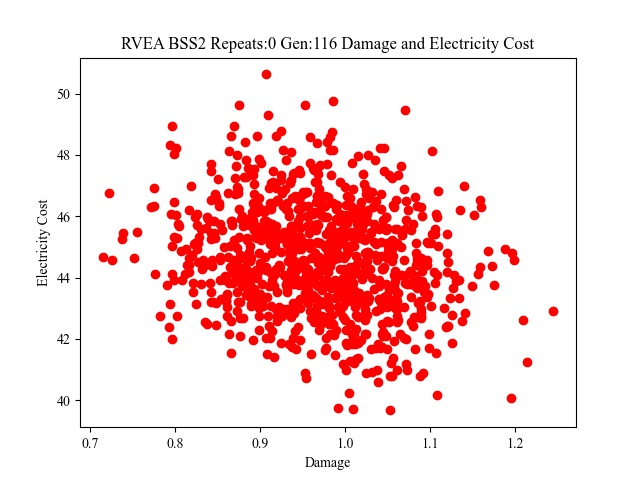 RVEA BSS2 Repeats:0 Gen:116 Damage and Electricity Cost
50
48
46
44
42
40
Electricity Cost
0.7 0.8 0.9 1.0 1.1 1.2
Damage